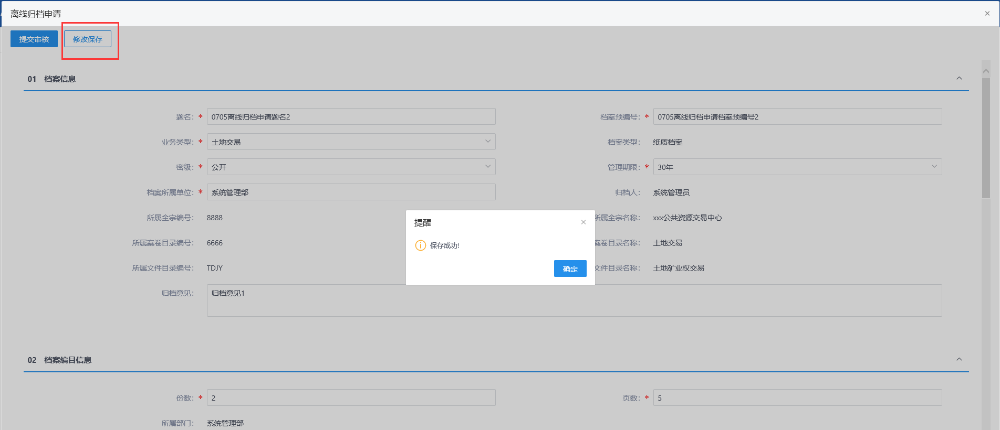 离线归档申请
提交审核 修改保存
01 档案信息
题名：* 0705离线归档申请题名2 档案预编号：* 0705离线归档申请档案预编号2
业务类型：* 土地交易 档案类型： 纸质档案
密级：* 公开 管理期限：* 30年
档案所属单位：* 系统管理部 归档人： 系统管理员
所属全宗编号： 8888 所属全宗名称： xxx公共资源交易中心
所属案卷目录编号： 6666 案卷目录名称： 土地交易
所属文件目录编号： TDJY 文件目录名称： 土地矿业权交易
归档意见： 归档意见1
提醒
保存成功!
确定
02 档案编目信息
份数：* 2 页数：* 5
所属部门： 系统管理部